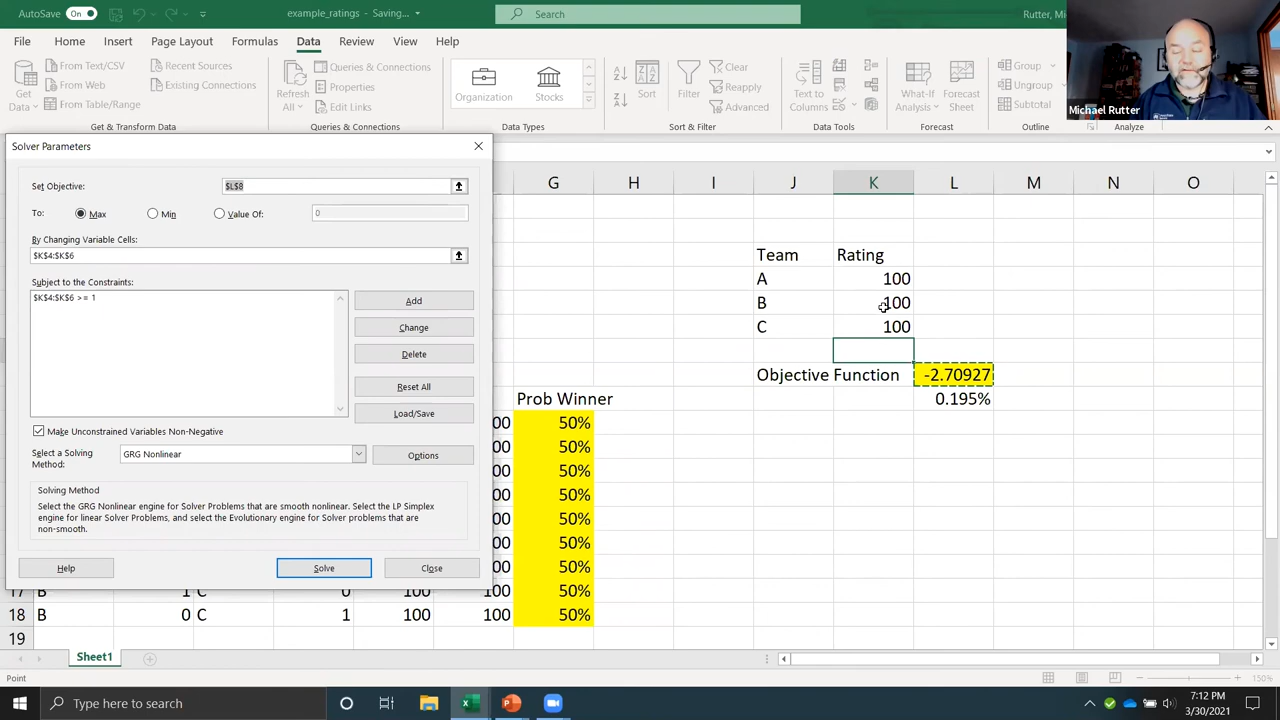 AutoSave On example_ratings - Saving... Search Rutter, Mi
File Home Insert Page Layout Formulas Data Review View Help
Michael Rutter
Get Data
From Text/CSV
From Web
From Table/Range
Recent Sources
Existing Connections
Get & Transform Data
Refresh All
Queries & Connections
Properties
Edit Links
Queries & Connections
Organization
Stocks
Data Types
Sort
Filter
Clear
Reapply
Advanced
Sort & Filter
Text to Columns
Data Tools
What-If Analysis
Forecast Sheet
Forecast
Group
Ungroup
Subtotal
Outline
Analyze
Solver Parameters
Set Objective: $L$8
To: Max Min Value Of: 0
By Changing Variable Cells:
$K$4:$K$6
Subject to the Constraints:
$K$4:$K$6 >= 1
Add
Change
Delete
Reset All
Load/Save
Make Unconstrained Variables Non-Negative
Select a Solving Method: GRG Nonlinear
Options
Solving Method
Select the GRG Nonlinear engine for Solver Problems that are smooth nonlinear. Select the LP Simplex
engine for linear Solver Problems, and select the Evolutionary engine for Solver problems that are
non-smooth.
Help Solve Close
G H I J K L M N O
Team Rating
A 100
B 100
C 100
Objective Function -2.70927
Prob Winner 0.195%
00 50%
00 50%
00 50%
00 50%
00 50%
00 50%
00 50%
17 B 1 C 0 100 100 50%
18 B 0 C 1 100 100 50%
19
Sheet1
Point 150%
7:12 PM
3/30/2021